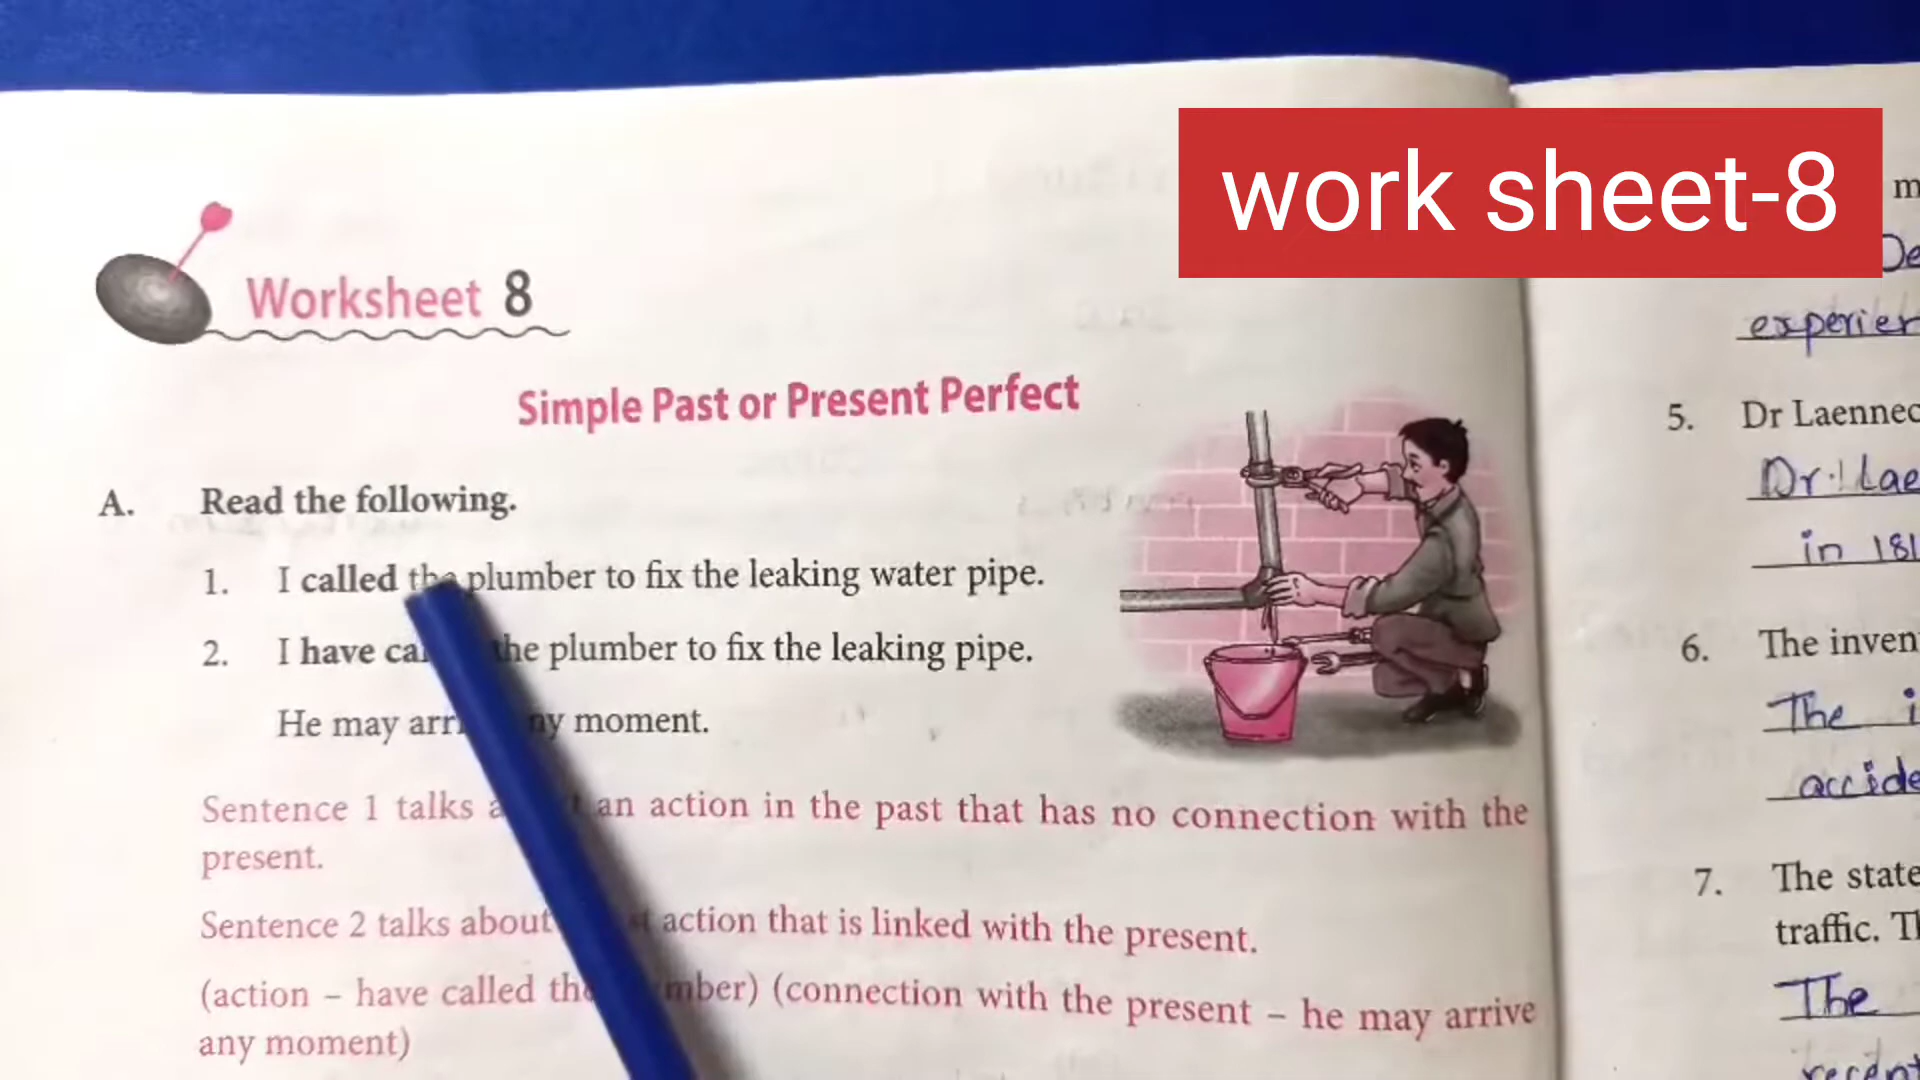 work sheet-8
Worksheet 8
Simple Past or Present Perfect
A. Read the following.
1. I called the plumber to fix the leaking water pipe.
2. I have the plumber to fix the leaking pipe.
He may moment.
Sentence 1 talks an action in the past that has no connection with the
present.
Sentence 2 talks about action that is linked with the present.
(action – have called (connection with the present – he may arrive
any moment)
5. Dr Laennec
in 181
6. The
The
7. The state
traffic.
The